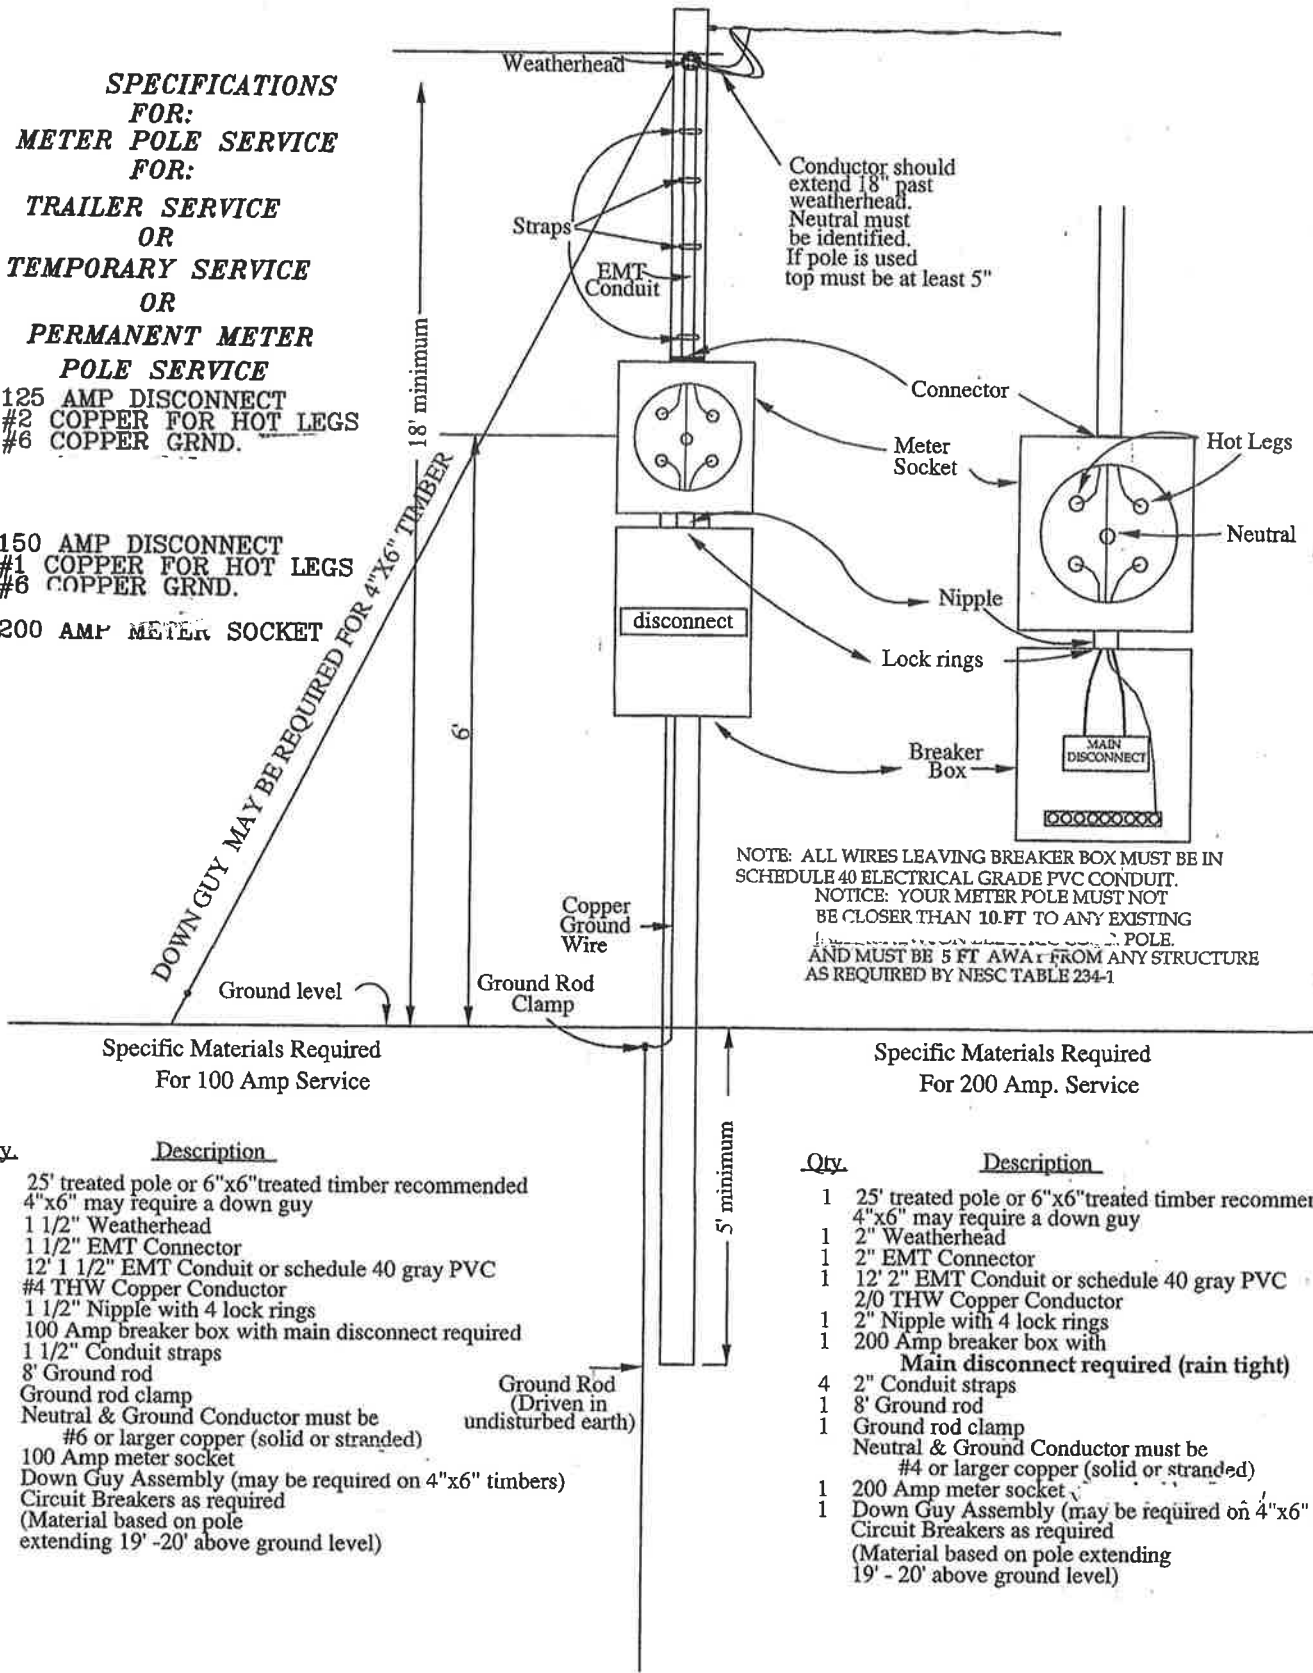 SPECIFICATIONS
FOR:
METER POLE SERVICE
FOR:
TRAILER SERVICE
OR
TEMPORARY SERVICE
OR
PERMANENT METER
POLE SERVICE
125 AMP DISCONNECT
#2 COPPER FOR HOT LEGS
#6 COPPER GRND.
150 AMP DISCONNECT
#1 COPPER FOR HOT LEGS
#6 COPPER GRND.
200 AMP METER SOCKET
DOWN GUY MAY BE REQUIRED FOR 4"X6" TIMBER
18' minimum
6'
Weatherhead
Straps
EMT
Conduit
Conductor should
extend 18" past
weatherhead.
Neutral must
be identified.
If pole is used
top must be at least 5"
Connector
Meter
Socket
Hot Legs
Neutral
Nipple
Lock rings
disconnect
Breaker
Box
MAIN
DISCONNECT
NOTE: ALL WIRES LEAVING BREAKER BOX MUST BE IN
SCHEDULE 40 ELECTRICAL GRADE PVC CONDUIT.
NOTICE: YOUR METER POLE MUST NOT
BE CLOSER THAN 10.FT TO ANY EXISTING
POLE.
AND MUST BE 5 FT AWAY FROM ANY STRUCTURE
AS REQUIRED BY NESC TABLE 234-1
Copper
Ground
Wire
Ground level
Ground Rod
Clamp
5' minimum
Ground Rod
(Driven in
undisturbed earth)
Specific Materials Required
For 100 Amp Service
y.
Description
25' treated pole or 6"x6"treated timber recommended
4"x6" may require a down guy
1 1/2" Weatherhead
1 1/2" EMT Connector
12' 1 1/2" EMT Conduit or schedule 40 gray PVC
#4 THW Copper Conductor
1 1/2" Nipple with 4 lock rings
100 Amp breaker box with main disconnect required
1 1/2" Conduit straps
8' Ground rod
Ground rod clamp
Neutral & Ground Conductor must be
#6 or larger copper (solid or stranded)
100 Amp meter socket
Down Guy Assembly (may be required on 4"x6" timbers)
Circuit Breakers as required
(Material based on pole
extending 19' -20' above ground level)
Specific Materials Required
For 200 Amp. Service
Qty. Description
1 25' treated pole or 6"x6"treated timber recommen
4"x6" may require a down guy
1 2" Weatherhead
1 2" EMT Connector
1 12' 2" EMT Conduit or schedule 40 gray PVC
2/0 THW Copper Conductor
1 2" Nipple with 4 lock rings
1 200 Amp breaker box with
Main disconnect required (rain tight)
4 2" Conduit straps
1 8' Ground rod
1 Ground rod clamp
Neutral & Ground Conductor must be
#4 or larger copper (solid or stranded)
1 200 Amp meter socket
1 Down Guy Assembly (may be required on 4"x6"
Circuit Breakers as required
(Material based on pole extending
19' - 20' above ground level)